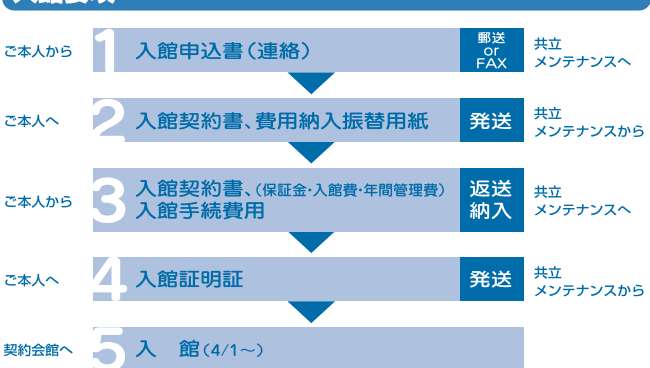 ご本人から
1 入館申込書(連絡)
郵送
or
FAX
共立
メンテナンスへ
ご本人へ
2 入館契約書、費用納入振替用紙
発送
共立
メンテナンスから
ご本人から
3 入館契約書、(保証金・入館費・年間管理費)
入館手続費用
返送
納入
共立
メンテナンスへ
ご本人へ
4 入館証明証
発送
共立
メンテナンスから
契約会館へ
5 入 館(4/1~)